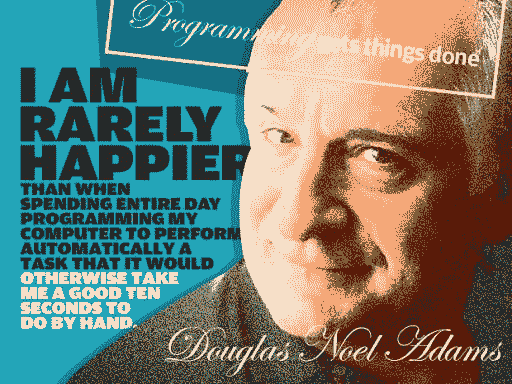 Programming gets things done
I AM
RARELY
HAPPIER
THAN WHEN
SPENDING ENTIRE DAY
PROGRAMMING MY
COMPUTER TO PERFORM
AUTOMATICALLY A
TASK THAT IT WOULD
OTHERWISE TAKE
ME A GOOD TEN
SECONDS TO
DO BY HAND.
Douglas Noel Adams